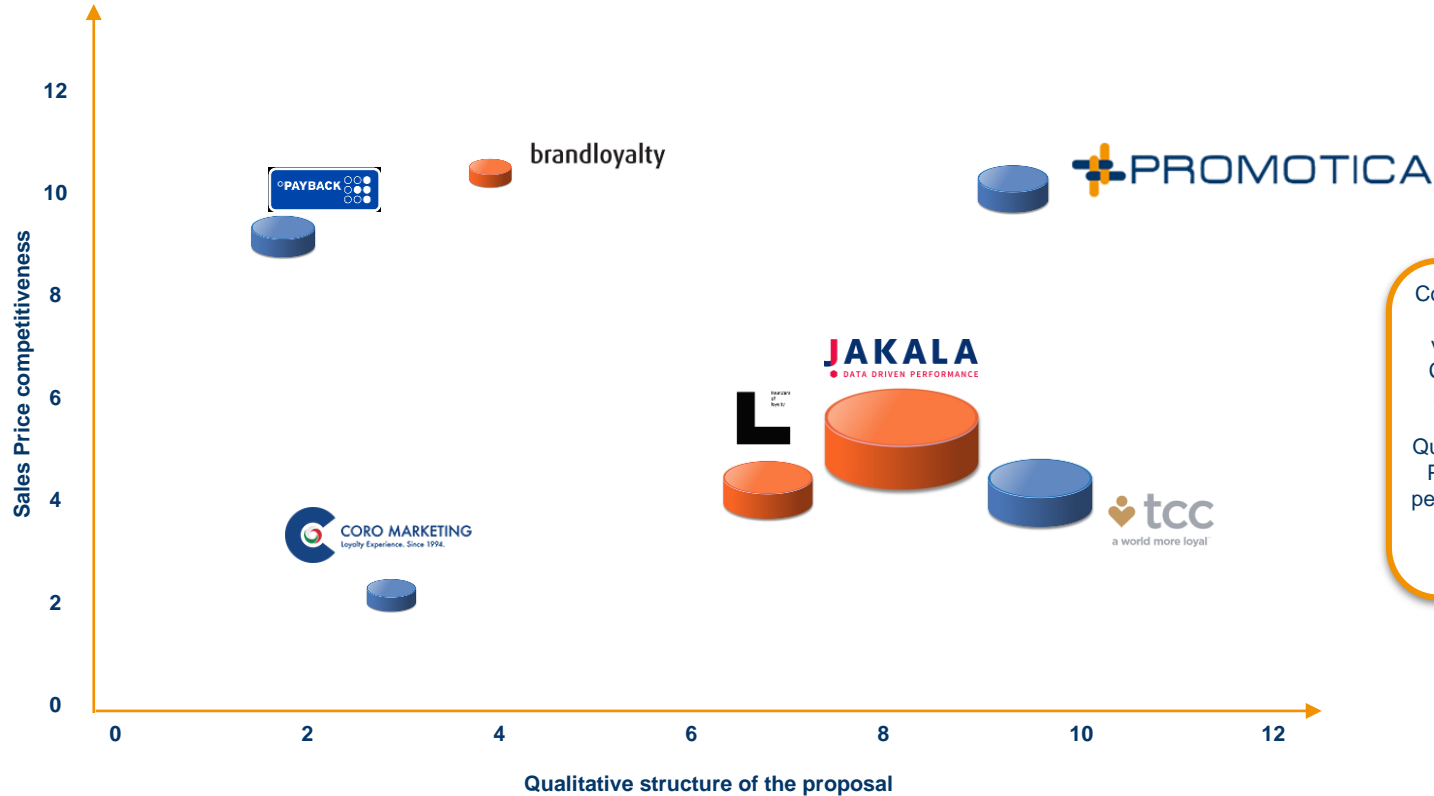 12
10
8
6
4
2
0
Sales Price competitiveness
PAYBACK
brandloyalty
PROMOTICA
JAKALA
DATA DRIVEN PERFORMANCE
L
CORO MARKETING
Loyalty Experience. Since 1994.
tcc
a world more loyal
Co
Qu
pe
0 2 4 6 8 10 12
Qualitative structure of the proposal